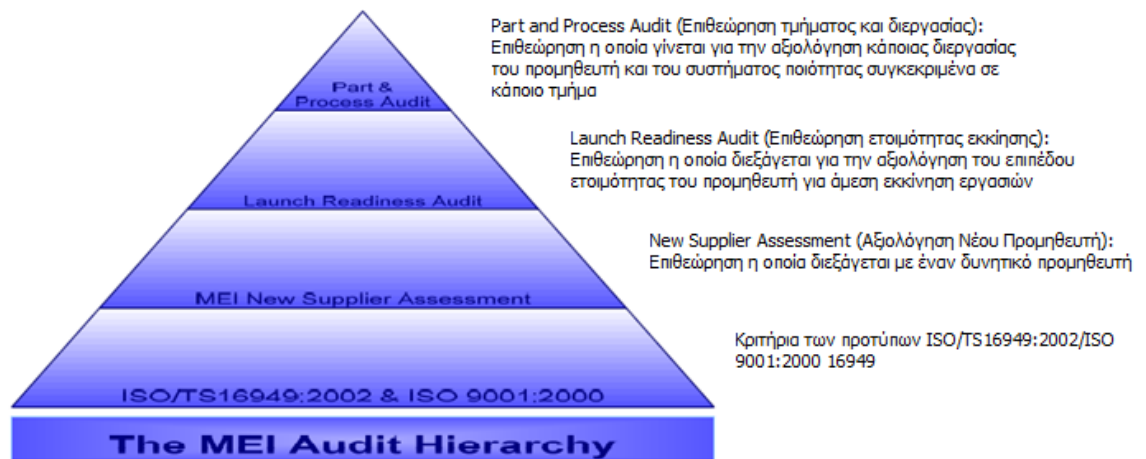 Part and Process Audit (Επιθεώρηση τμήματος και διεργασίας):
Επιθεώρηση η οποία γίνεται για την αξιολόγηση κάποιας διεργασίας
του προμηθευτή και του συστήματος ποιότητας συγκεκριμένα σε
κάποιο τμήμα
Part &
Process Audit
Launch Readiness Audit (Επιθεώρηση ετοιμότητας εκκίησης):
Επιθεώρηση η οποία διεξάγεται για την αξιολόγηση του επιπέδου
ετοιμότητας του προμηθευτή για άμεση εκκίνηση εργασιών
Launch Readiness Audit
New Supplier Assessment (Αξιολόγηση Νέου Προμηθευτή):
Επιθεώρηση η οποία διεξάγεται με έναν δυνητικό προμηθευτή
MEI New Supplier Assessment
Κριτήρια των προτύπων ISO/TS16949:2002/ISO
9001:2000 16949
ISO/TS16949:2002 & ISO 9001:2000
The MEI Audit Hierarchy